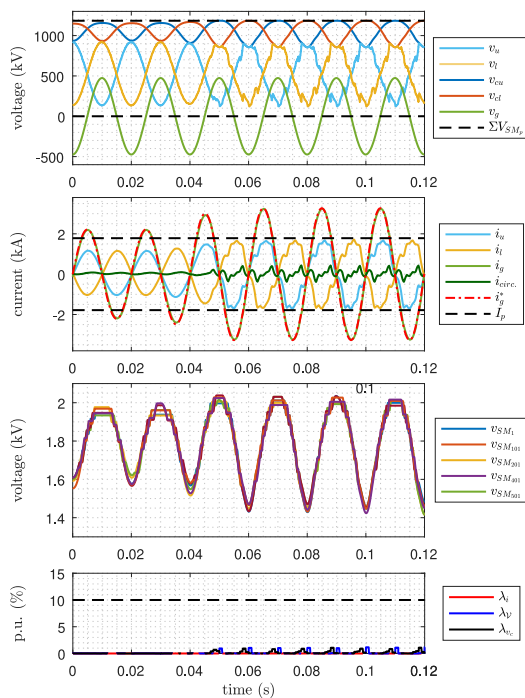 voltage (kV)
1000
500
0
-500
0 0.02 0.04 0.06 0.08 0.1 0.12
v_u
v_l
v_cu
v_cl
v_g
ΣV_SM_p
current (kA)
2
0
-2
0 0.02 0.04 0.06 0.08 0.1 0.12
i_u
i_l
i_g
i_circ.
i_g^*
I_p
0.1
voltage (kV)
2
1.8
1.6
1.4
0 0.02 0.04 0.06 0.08 0.1 0.12
v_SM_1
v_SM_101
v_SM_201
v_SM_401
v_SM_501
p.u. (%)
15
10
5
0
0 0.02 0.04 0.06 0.08 0.1 0.12
time (s)
λ_i
λ_V
λ_v_c